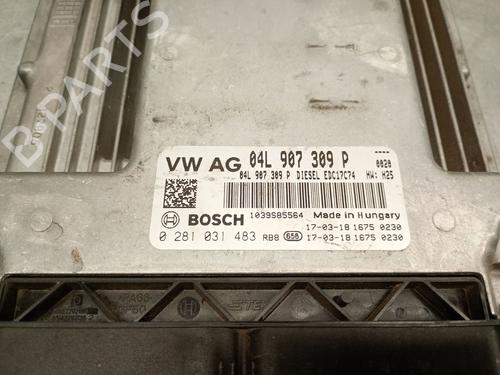 B-PARTS
VW AG 04L 907 309 P 0020
04L 907 309 P DIESEL EDC17C74 HW: H25
BOSCH 1039S85564 Made in Hungary
0 281 031 483 RB8 658 17-03-18 1675 0230
17-03-18 1675 0230